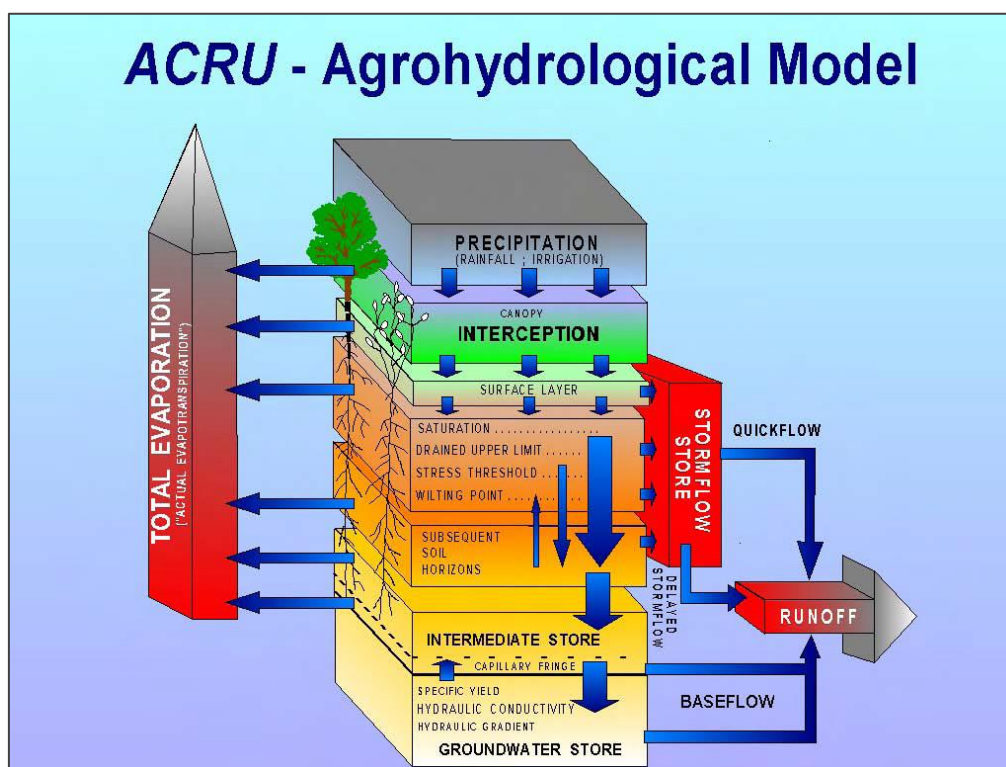 ACRU - Agrohydrological Model
PRECIPITATION
(RAINFALL ; IRRIGATION)
CANOPY
INTERCEPTION
SURFACE LAYER
SATURATION .................
DRAINED UPPER LIMIT ......
STRESS THRESHOLD ........
WILTING POINT .............
SUBSEQUENT
SOIL
HORIZONS
INTERMEDIATE STORE
CAPILLARY FRINGE
SPECIFIC YIELD
HYDRAULIC CONDUCTIVITY
HYDRAULIC GRADIENT
GROUNDWATER STORE
TOTAL EVAPORATION
("ACTUAL EVAPOTRANSPIRATION")
STORMFLOW
STORE
QUICKFLOW
DELAYED
STORMFLOW
RUNOFF
BASEFLOW